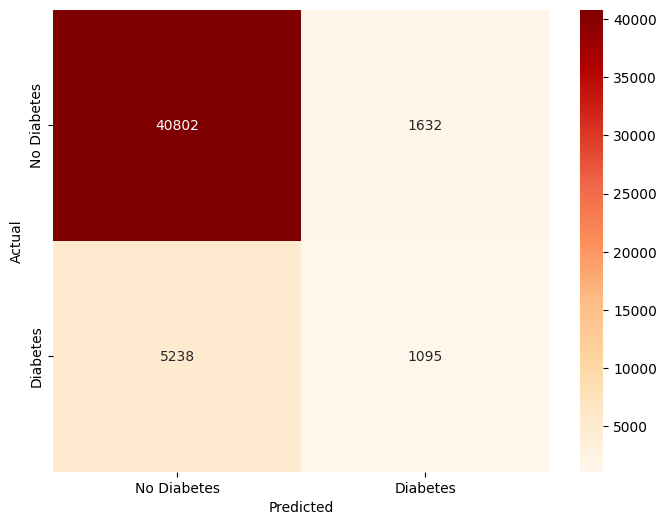 Actual
No Diabetes
Diabetes
40802
1632
5238
1095
No Diabetes
Diabetes
Predicted
40000
35000
30000
25000
20000
15000
10000
5000